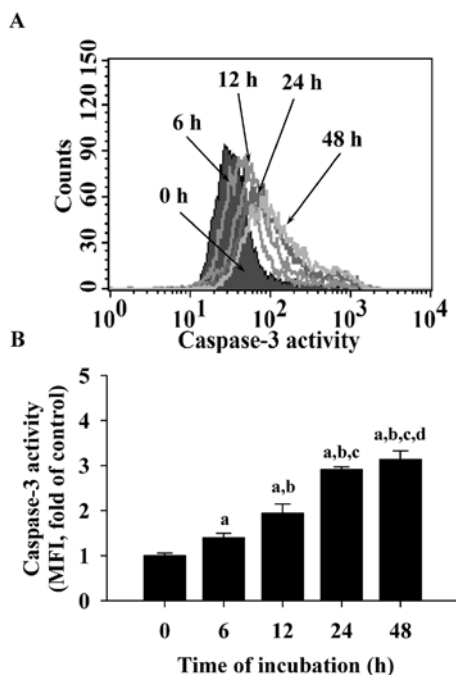 A
150
120
90
60
30
0
Counts
12 h
24 h
6 h
48 h
0 h
10^0 10^1 10^2 10^3 10^4
Caspase-3 activity
B
5
4
3
2
1
0
Caspase-3 activity
(MFI, fold of control)
a
a,b
a,b,c
a,b,c,d
0 6 12 24 48
Time of incubation (h)